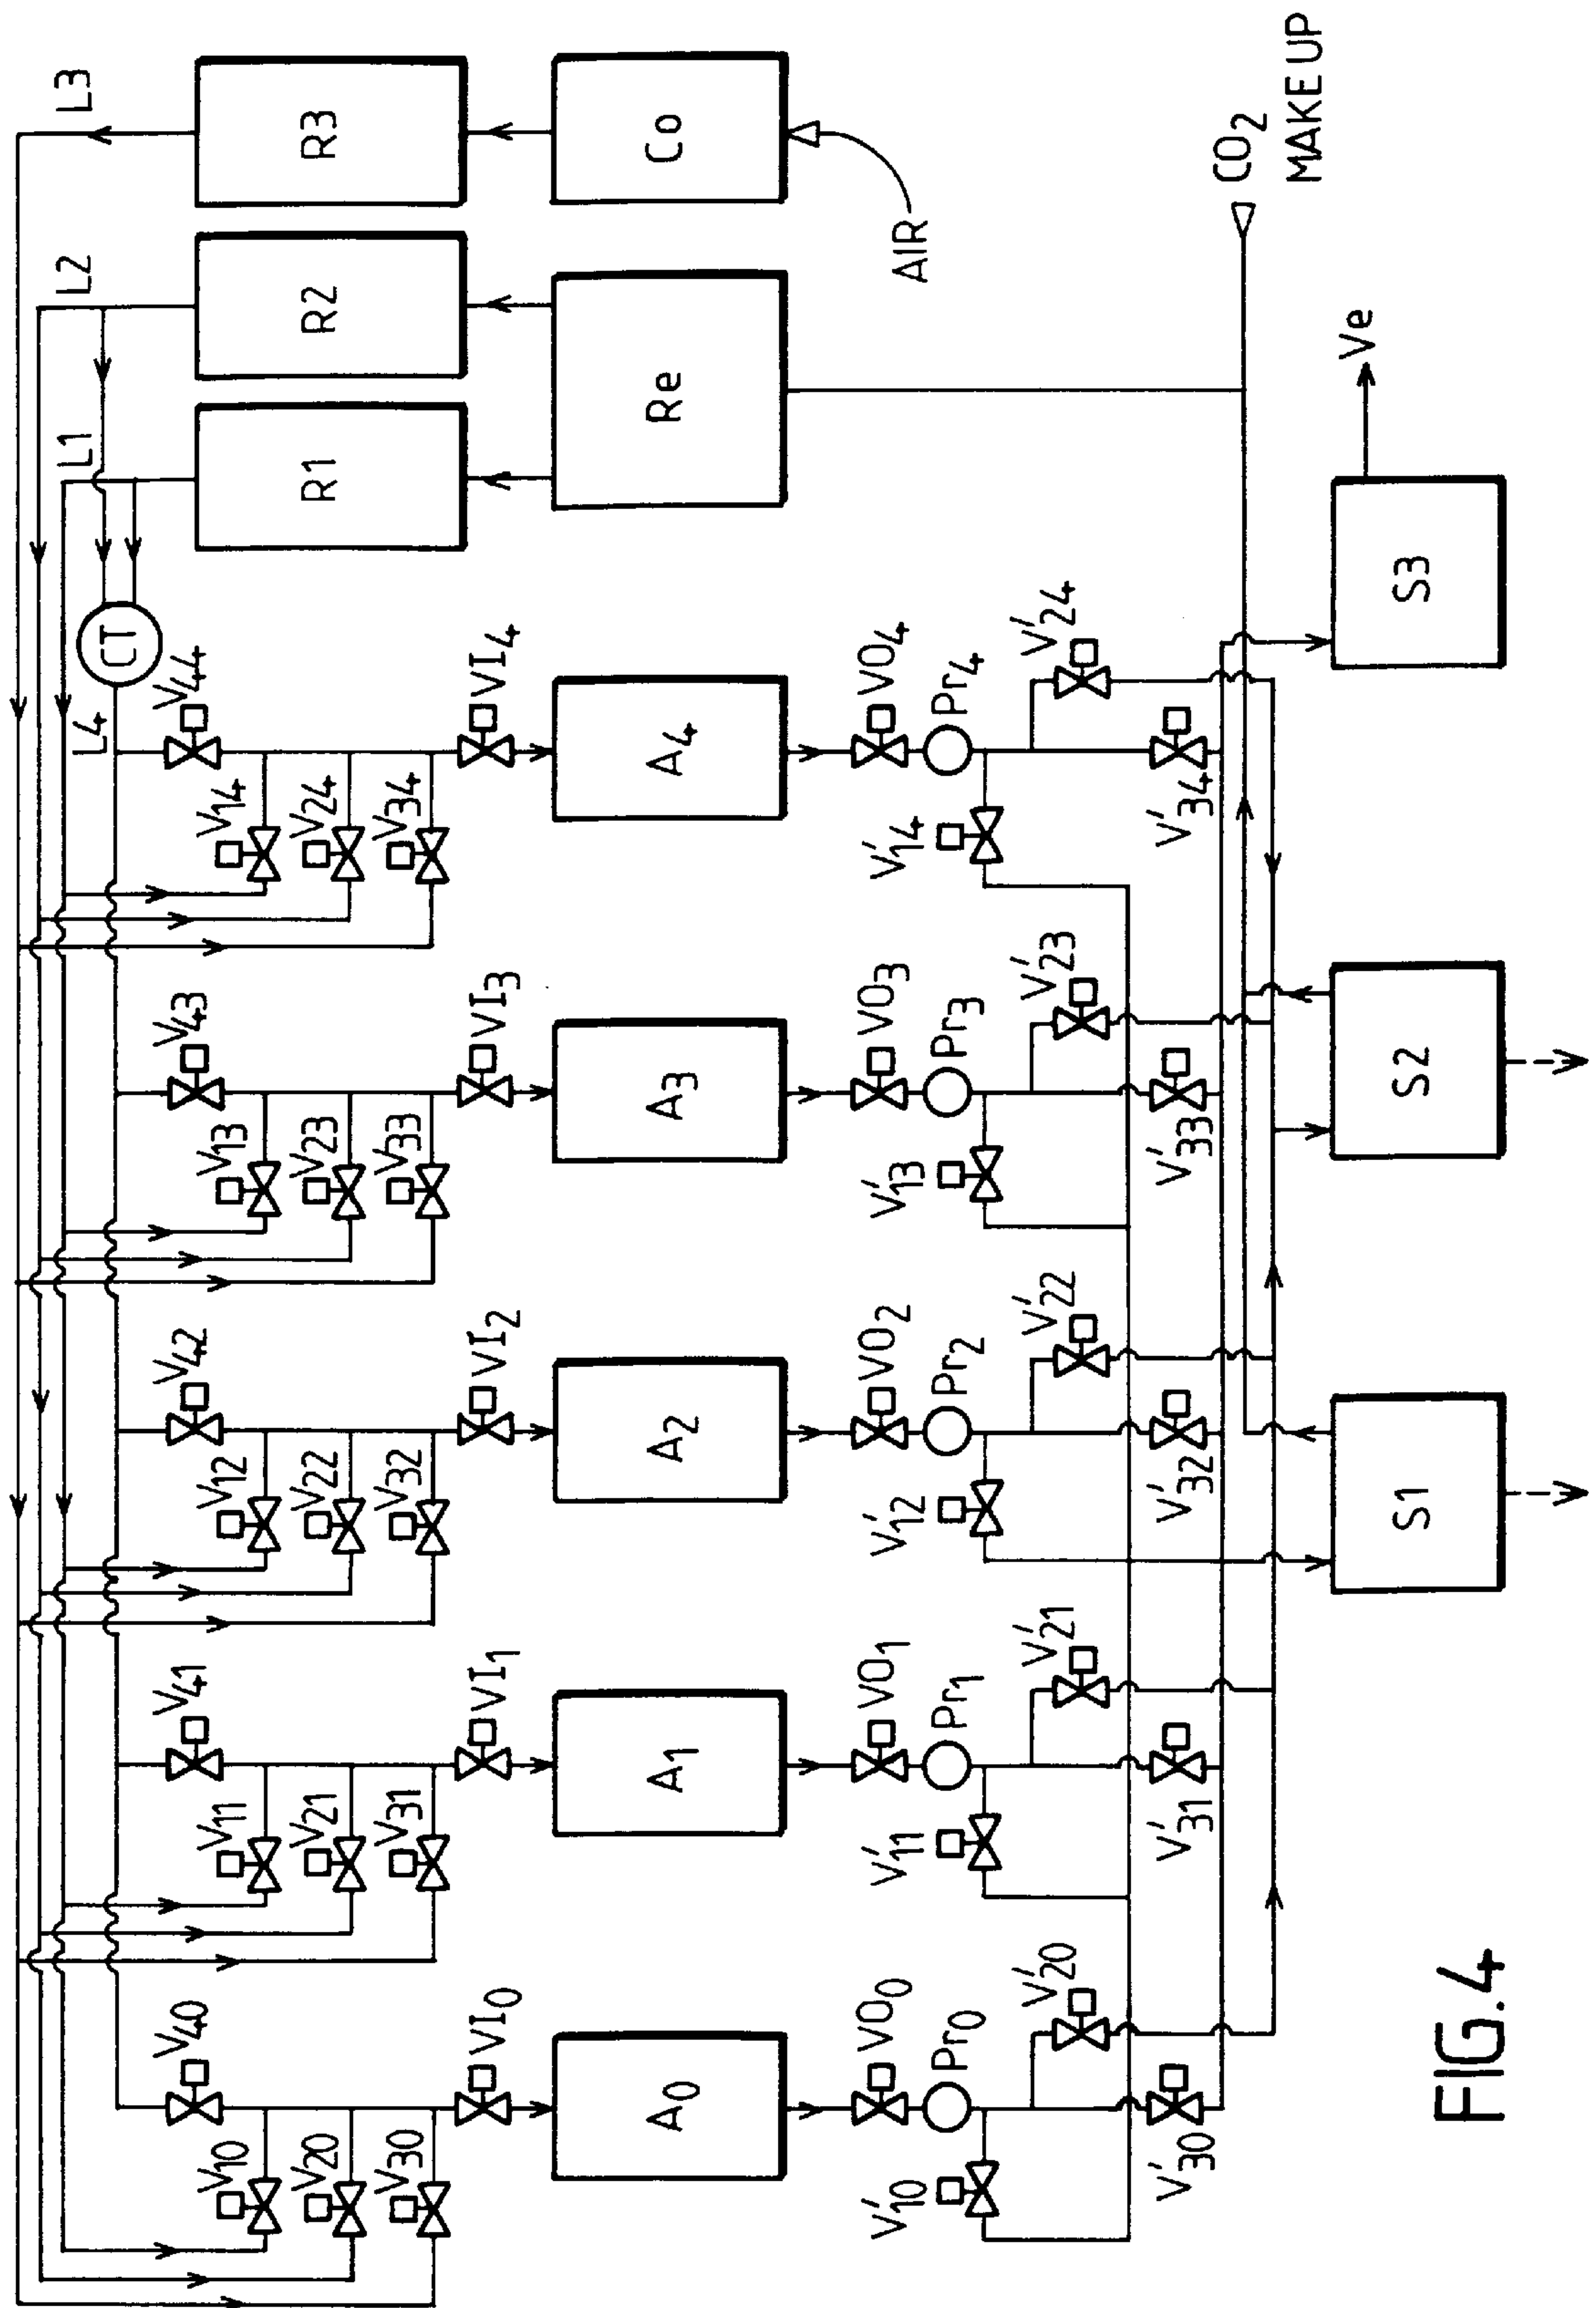 L3
L2
L1
L4
R3
R2
R1
Co
Re
AIR
CO2
MAKE UP
CT
V44
V43
V42
V41
V40
V14
V24
V34
V13
V23
V33
V12
V22
V32
V11
V21
V31
V10
V20
V30
VI4
VI3
VI2
VI1
VI0
A4
A3
A2
A1
A0
VO4
VO3
VO2
VO1
VO0
Pr4
Pr3
Pr2
Pr1
Pr0
V'14
V'24
V'34
V'13
V'23
V'33
V'12
V'22
V'32
V'11
V'21
V'31
V'10
V'20
V'30
S3
Ve
S2
S1
FIG.4